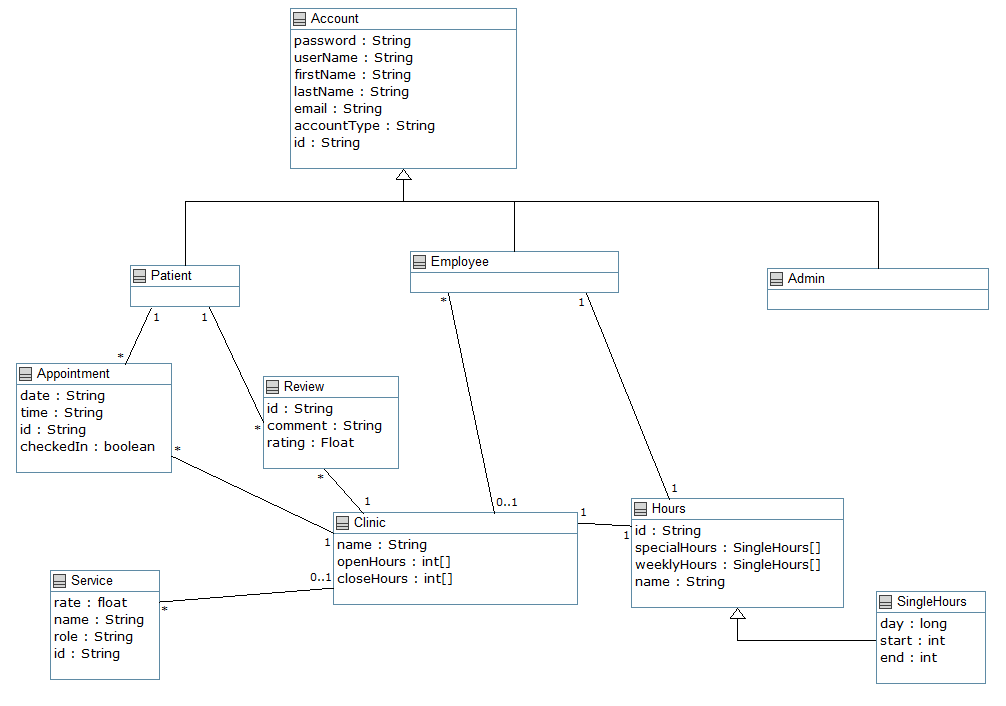 Account
password : String
userName : String
firstName : String
lastName : String
email : String
accountType : String
id : String
Patient
Employee
Admin
1
1
*
1
*
Appointment
date : String
time : String
id : String
checkedIn : boolean
*
Review
id : String
comment : String
rating : Float
*
*
1
0..1
1
1
1
1
Clinic
name : String
openHours : int[]
closeHours : int[]
0..1
Hours
id : String
specialHours : SingleHours[]
weeklyHours : SingleHours[]
name : String
Service
rate : float
name : String
role : String
id : String
*
SingleHours
day : long
start : int
end : int